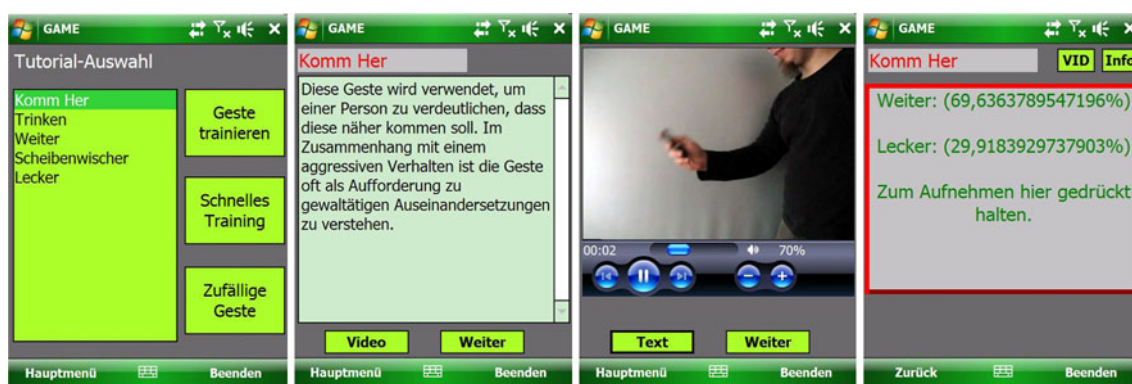 GAME
Tutorial-Auswahl
Komm Her
Trinken
Weiter
Scheibenwischer
Lecker
Geste
trainieren
Schnelles
Training
Zufällige
Geste
Hauptmenü Beenden
GAME
Komm Her
Diese Geste wird verwendet, um
einer Person zu verdeutlichen, dass
diese näher kommen soll. Im
Zusammenhang mit einem
aggressiven Verhalten ist die Geste
oft als Aufforderung zu
gewaltätigen Auseinandersetzungen
zu verstehen.
Video Weiter
Hauptmenü Beenden
GAME
00:02 70%
Text Weiter
Hauptmenü Beenden
GAME
Komm Her VID Info
Weiter: (69,6363789547196%)
Lecker: (29,9183929737903%)
Zum Aufnehmen hier gedrückt
halten.
Zurück Beenden